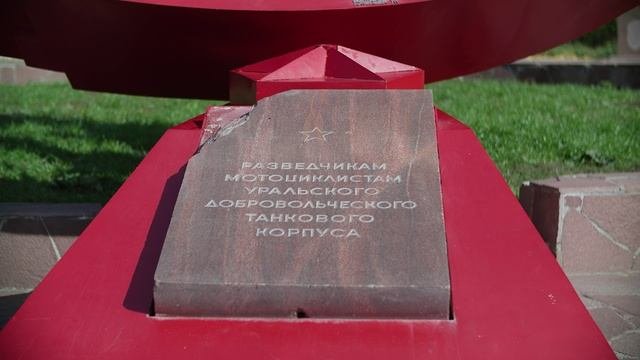 РАЗВЕДЧИКАМ
МОТОЦИКЛИСТАМ
УРАЛЬСКОГО
ДОБРОВОЛЬЧЕСКОГО
ТАНКОВОГО
КОРПУСА